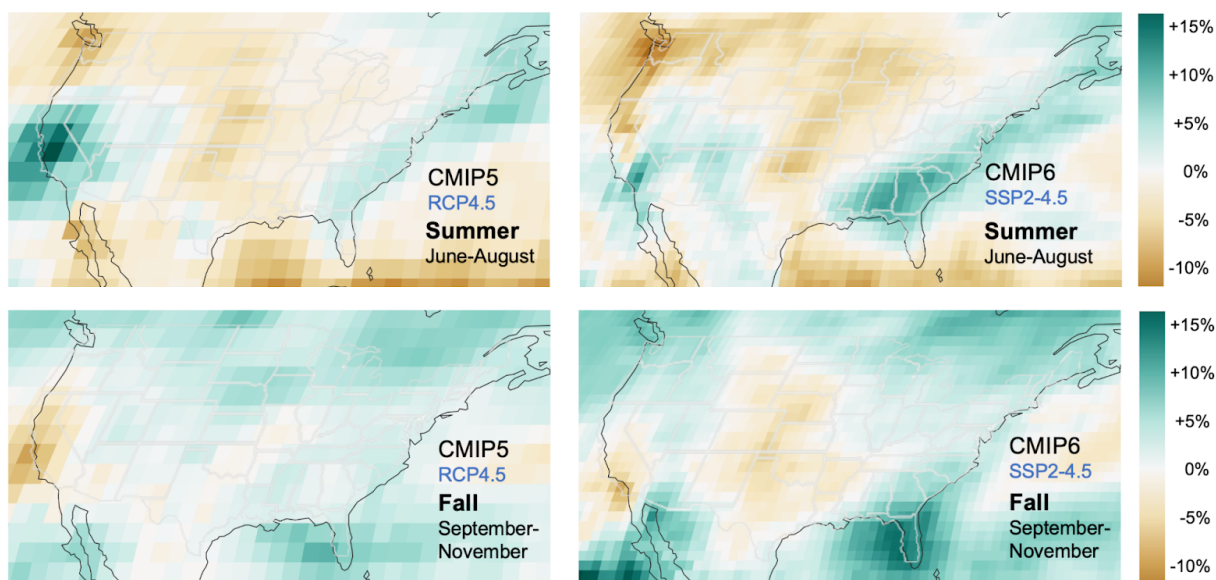 CMIP5
RCP4.5
Summer
June-August
CMIP6
SSP2-4.5
Summer
June-August
+15%
+10%
+5%
0%
-5%
-10%
CMIP5
RCP4.5
Fall
September-
November
CMIP6
SSP2-4.5
Fall
September-
November
+15%
+10%
+5%
0%
-5%
-10%